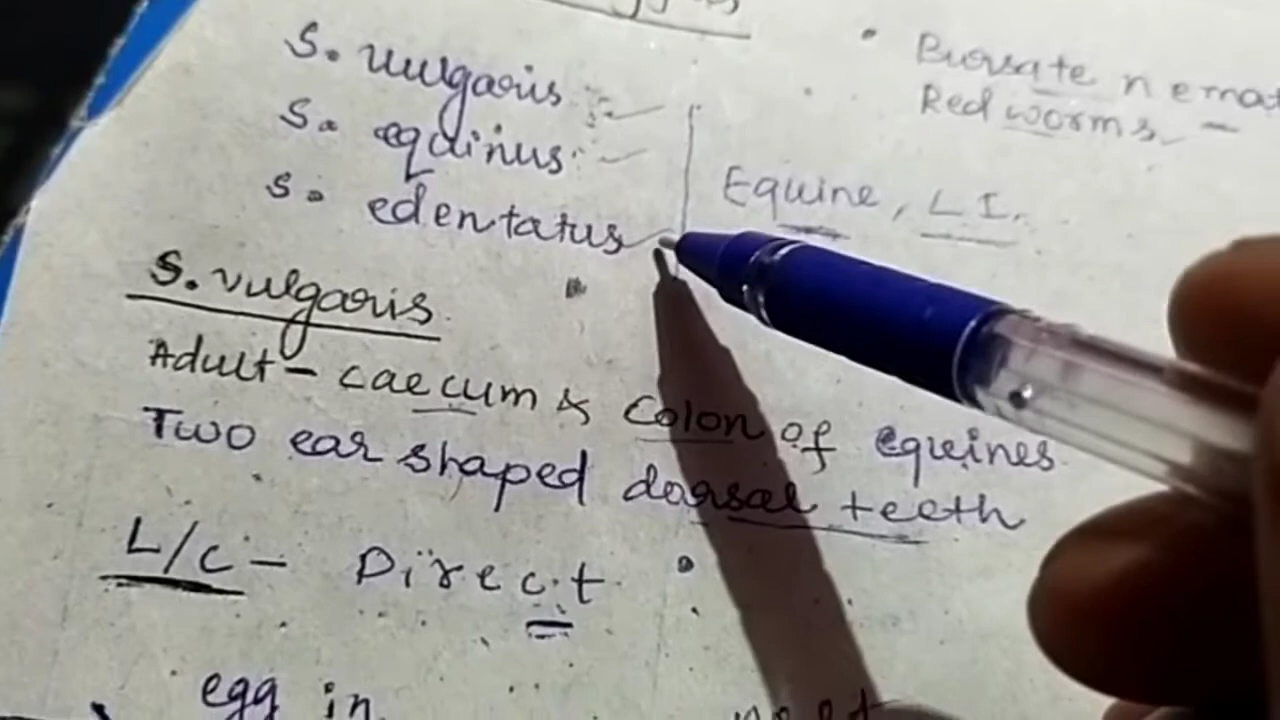 S. vulgaris
S. equinus
S. edentatus
Bursate nemat
Red worms
Equine, L I.
S. vulgaris
Adult - caecum & Colon of equines
Two ear shaped dorsal teeth
L/C - Direct
egg in